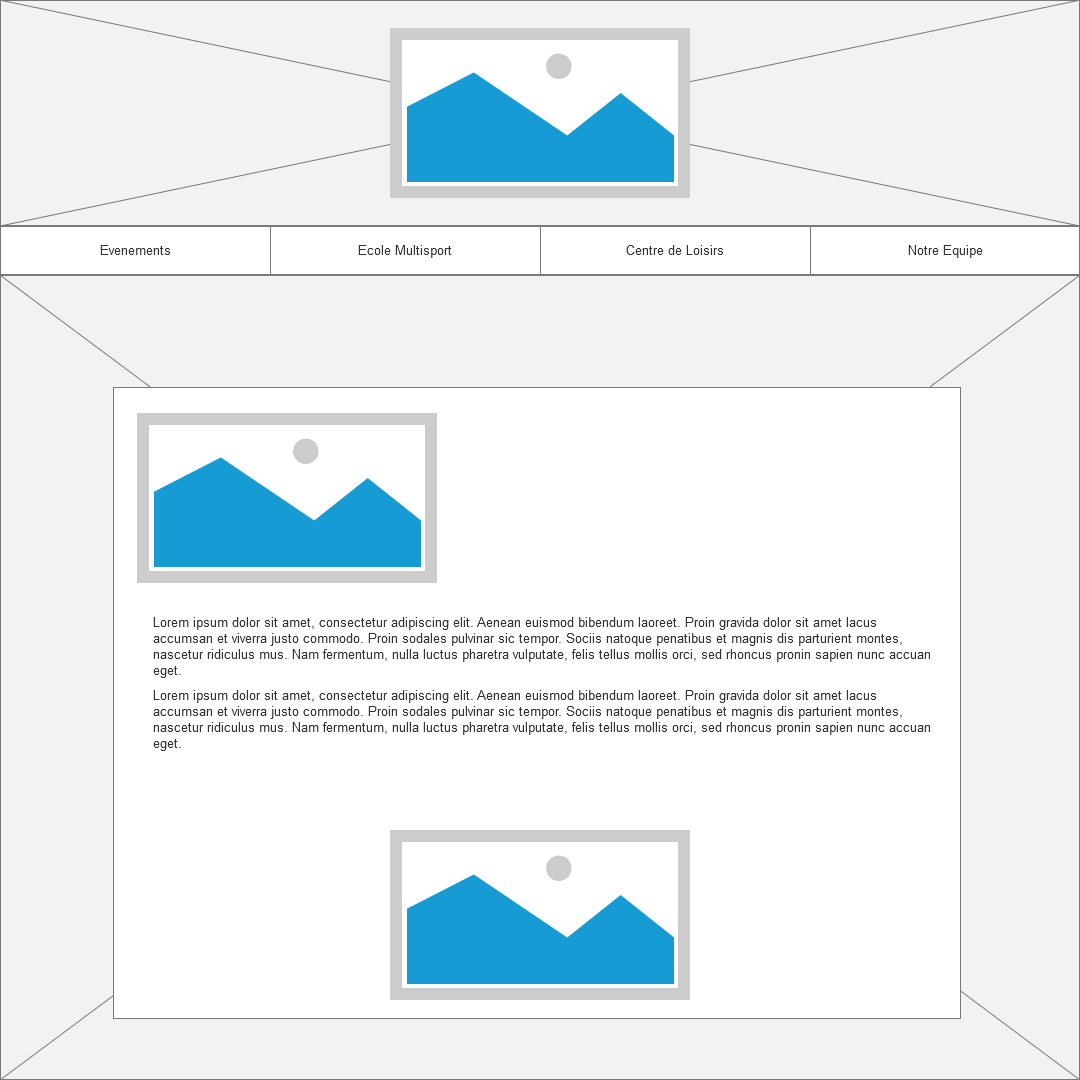 Evenements
Ecole Multisport
Centre de Loisirs
Notre Equipe
Lorem ipsum dolor sit amet, consectetur adipiscing elit. Aenean euismod bibendum laoreet. Proin gravida dolor sit amet lacus
accumsan et viverra justo commodo. Proin sodales pulvinar sic tempor. Sociis natoque penatibus et magnis dis parturient montes,
nascetur ridiculus mus. Nam fermentum, nulla luctus pharetra vulputate, felis tellus mollis orci, sed rhoncus pronin sapien nunc accuan
eget.
Lorem ipsum dolor sit amet, consectetur adipiscing elit. Aenean euismod bibendum laoreet. Proin gravida dolor sit amet lacus
accumsan et viverra justo commodo. Proin sodales pulvinar sic tempor. Sociis natoque penatibus et magnis dis parturient montes,
nascetur ridiculus mus. Nam fermentum, nulla luctus pharetra vulputate, felis tellus mollis orci, sed rhoncus pronin sapien nunc accuan
eget.